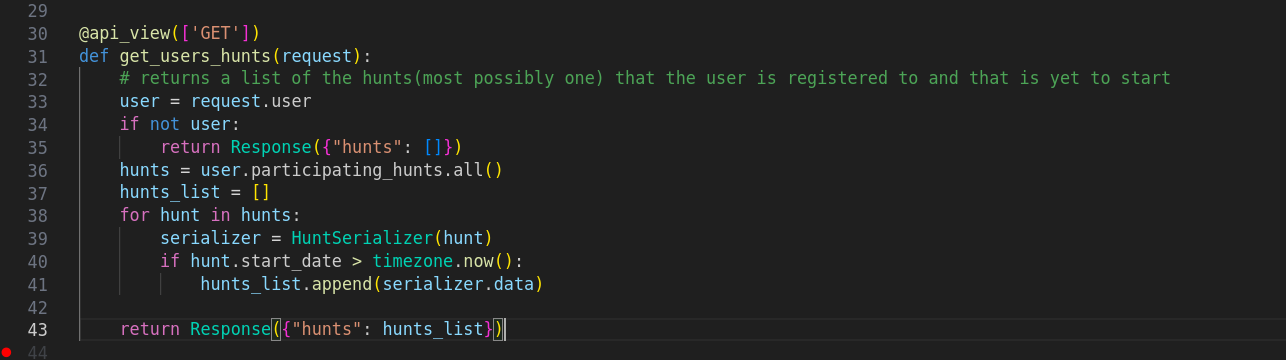 29
30 @api_view(['GET'])
31 def get_users_hunts(request):
32     # returns a list of the hunts(most possibly one) that the user is registered to and that is yet to start
33     user = request.user
34     if not user:
35         return Response({"hunts": []})
36     hunts = user.participating_hunts.all()
37     hunts_list = []
38     for hunt in hunts:
39         serializer = HuntSerializer(hunt)
40         if hunt.start_date > timezone.now():
41             hunts_list.append(serializer.data)
42
43     return Response({"hunts": hunts_list})
44